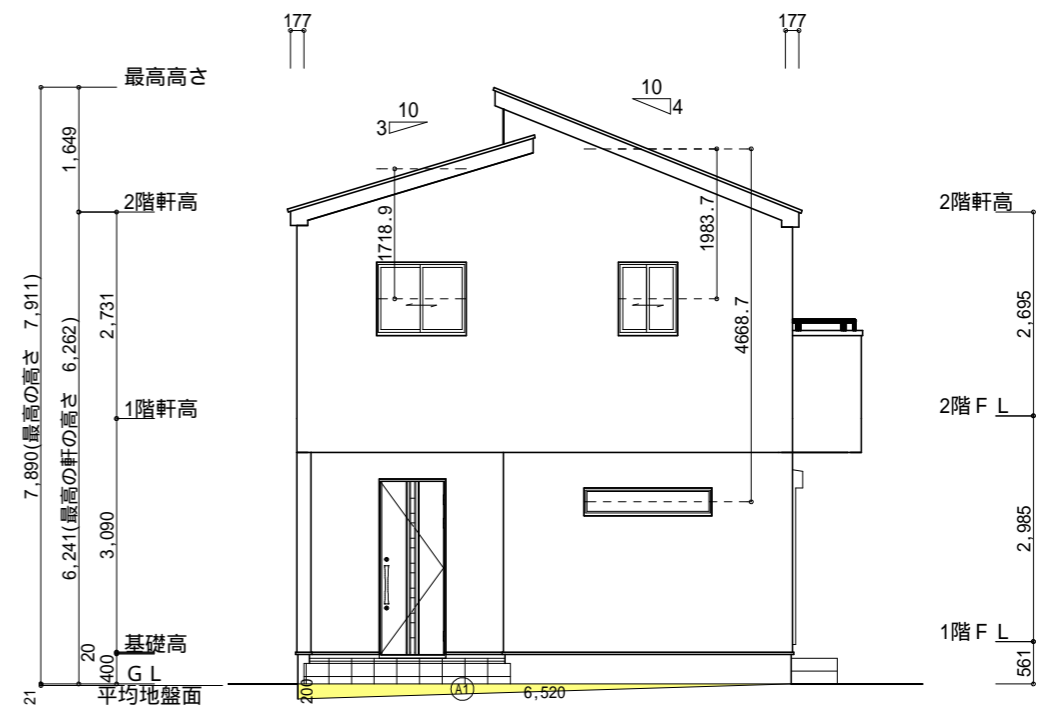 177
177
最高高さ
10
3
10
4
1,649
2階軒高
2階軒高
1718.9
1983.7
4668.7
7,890(最高の高さ 7,911)
6,241(最高の軒の高さ 6,262)
2,731
2,695
1階軒高
2階ＦＬ
3,090
2,985
基礎高
1階ＦＬ
20
400
ＧＬ
561
平均地盤面
21
200
A1
6,520